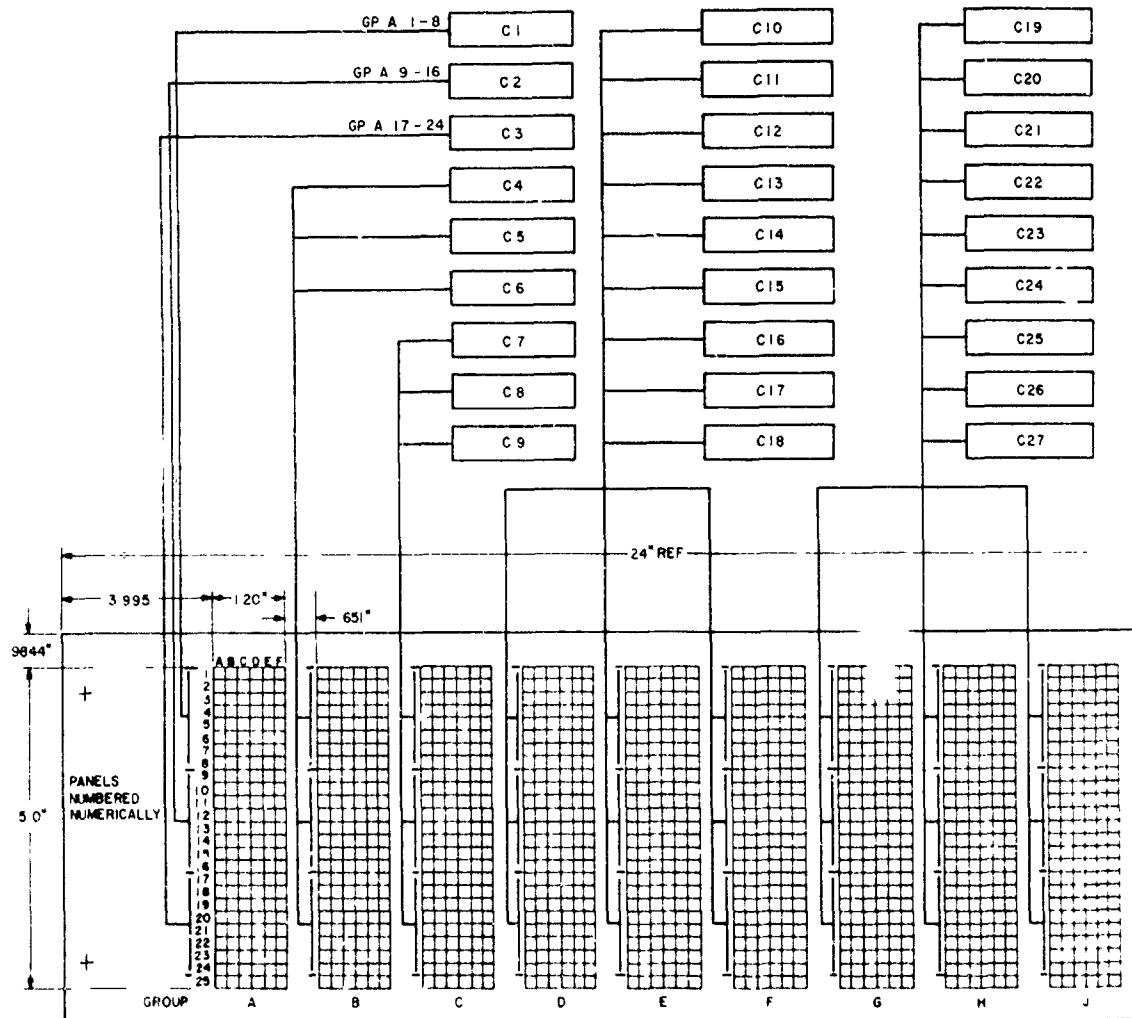 GP A 1-8
C1
C10
C19
GP A 9-16
C2
C11
C20
GP A 17-24
C3
C12
C21
C4
C13
C22
C5
C14
C23
C6
C15
C24
C7
C16
C25
C8
C17
C26
C9
C18
C27
24" REF
3 995
120"
651"
9844"
A B C D E F
1
2
3
4
5
6
7
8
9
10
11
12
13
14
15
16
17
18
19
20
21
22
23
24
25
PANELS
NUMBERED
NUMERICALLY
5 0"
GROUP A B C D E F G H J